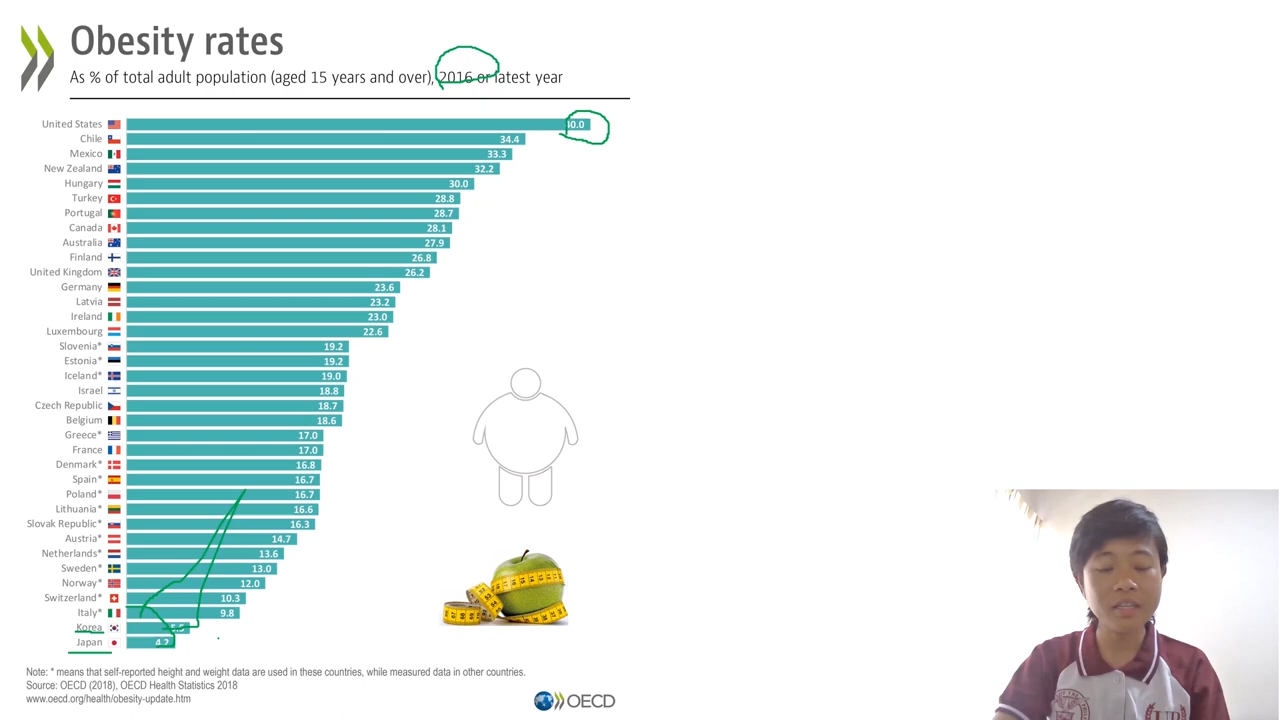 Obesity rates
As % of total adult population (aged 15 years and over), 2016 or latest year
United States
Chile 34.4
Mexico 33.3
New Zealand 32.2
Hungary 30.0
Turkey 28.8
Portugal 28.7
Canada 28.1
Australia 27.9
Finland 26.8
United Kingdom 26.2
Germany 23.6
Latvia 23.2
Ireland 23.0
Luxembourg 22.6
Slovenia* 19.2
Estonia* 19.2
Iceland* 19.0
Israel 18.8
Czech Republic 18.7
Belgium 18.6
Greece* 17.0
France 17.0
Denmark* 16.8
Spain* 16.7
Poland* 16.7
Lithuania* 16.6
Slovak Republic* 16.3
Austria* 14.7
Netherlands* 13.6
Sweden* 13.0
Norway* 12.0
Switzerland* 10.3
Italy* 9.8
Korea
Japan 4.2
Note: * means that self-reported height and weight data are used in these countries, while measured data in other countries.
Source: OECD (2018), OECD Health Statistics 2018
www.oecd.org/health/obesity-update.htm
OECD